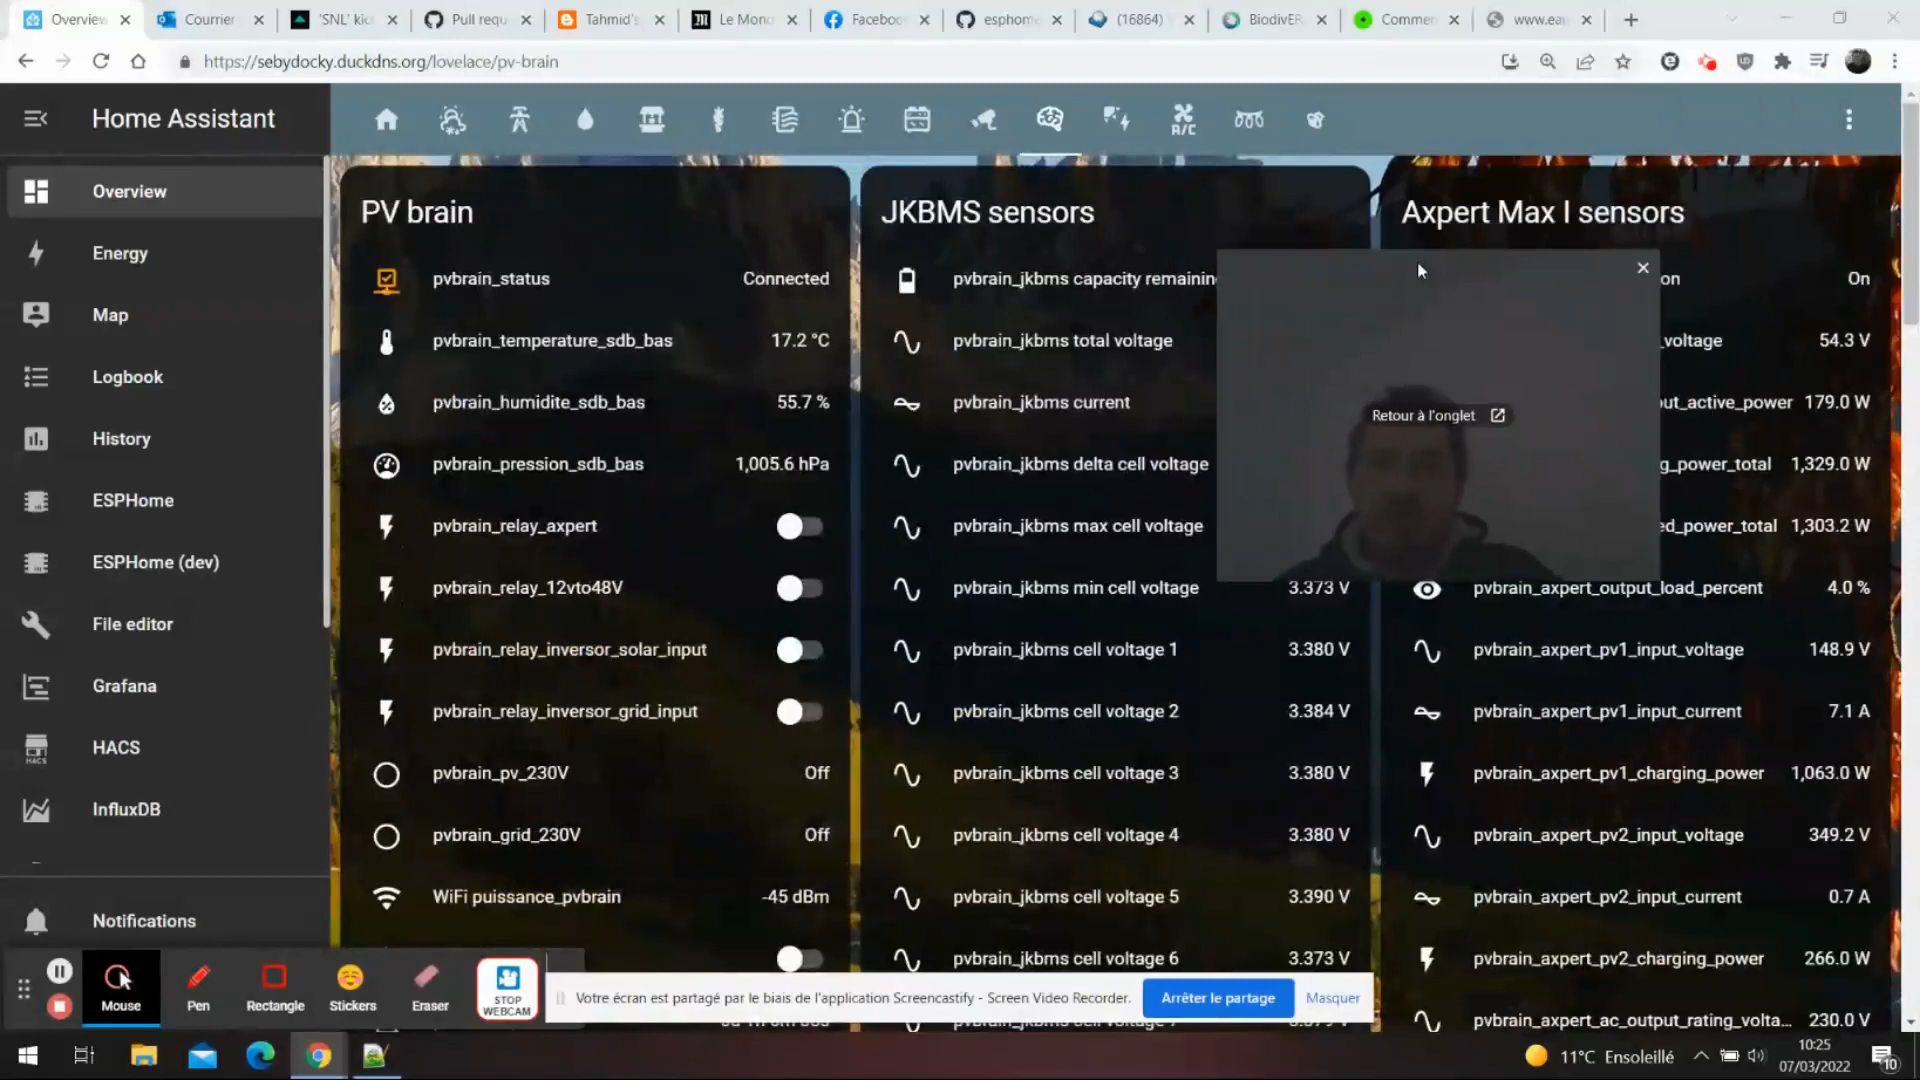 Overview
Courrier
'SNL' kic
Pull requ
Tahmid's
Le Mond
Faceboo
esphome
(16864)
BiodivER
Commen
www.eau
https://sebydocky.duckdns.org/lovelace/pv-brain
Home Assistant
A/C
Overview
Energy
Map
Logbook
History
ESPHome
ESPHome (dev)
File editor
Grafana
HACS
HACS
InfluxDB
Notifications
PV brain
pvbrain_status Connected
pvbrain_temperature_sdb_bas 17.2 °C
pvbrain_humidite_sdb_bas 55.7 %
pvbrain_pression_sdb_bas 1,005.6 hPa
pvbrain_relay_axpert
pvbrain_relay_12vto48V
pvbrain_relay_inversor_solar_input
pvbrain_relay_inversor_grid_input
pvbrain_pv_230V Off
pvbrain_grid_230V Off
WiFi puissance_pvbrain -45 dBm
JKBMS sensors
pvbrain_jkbms capacity remainin
pvbrain_jkbms total voltage
pvbrain_jkbms current
pvbrain_jkbms delta cell voltage
pvbrain_jkbms max cell voltage
pvbrain_jkbms min cell voltage 3.373 V
pvbrain_jkbms cell voltage 1 3.380 V
pvbrain_jkbms cell voltage 2 3.384 V
pvbrain_jkbms cell voltage 3 3.380 V
pvbrain_jkbms cell voltage 4 3.380 V
pvbrain_jkbms cell voltage 5 3.390 V
pvbrain_jkbms cell voltage 6 3.373 V
Axpert Max I sensors
on On
_voltage 54.3 V
ut_active_power 179.0 W
g_power_total 1,329.0 W
ed_power_total 1,303.2 W
pvbrain_axpert_output_load_percent 4.0 %
pvbrain_axpert_pv1_input_voltage 148.9 V
pvbrain_axpert_pv1_input_current 7.1 A
pvbrain_axpert_pv1_charging_power 1,063.0 W
pvbrain_axpert_pv2_input_voltage 349.2 V
pvbrain_axpert_pv2_input_current 0.7 A
pvbrain_axpert_pv2_charging_power 266.0 W
pvbrain_axpert_ac_output_rating_volta... 230.0 V
Retour à l'onglet
Mouse
Pen
Rectangle
Stickers
Eraser
STOP
WEBCAM
Votre écran est partagé par le biais de l'application Screencastify - Screen Video Recorder.
Arrêter le partage
Masquer
11°C Ensoleillé
10:25
07/03/2022
10